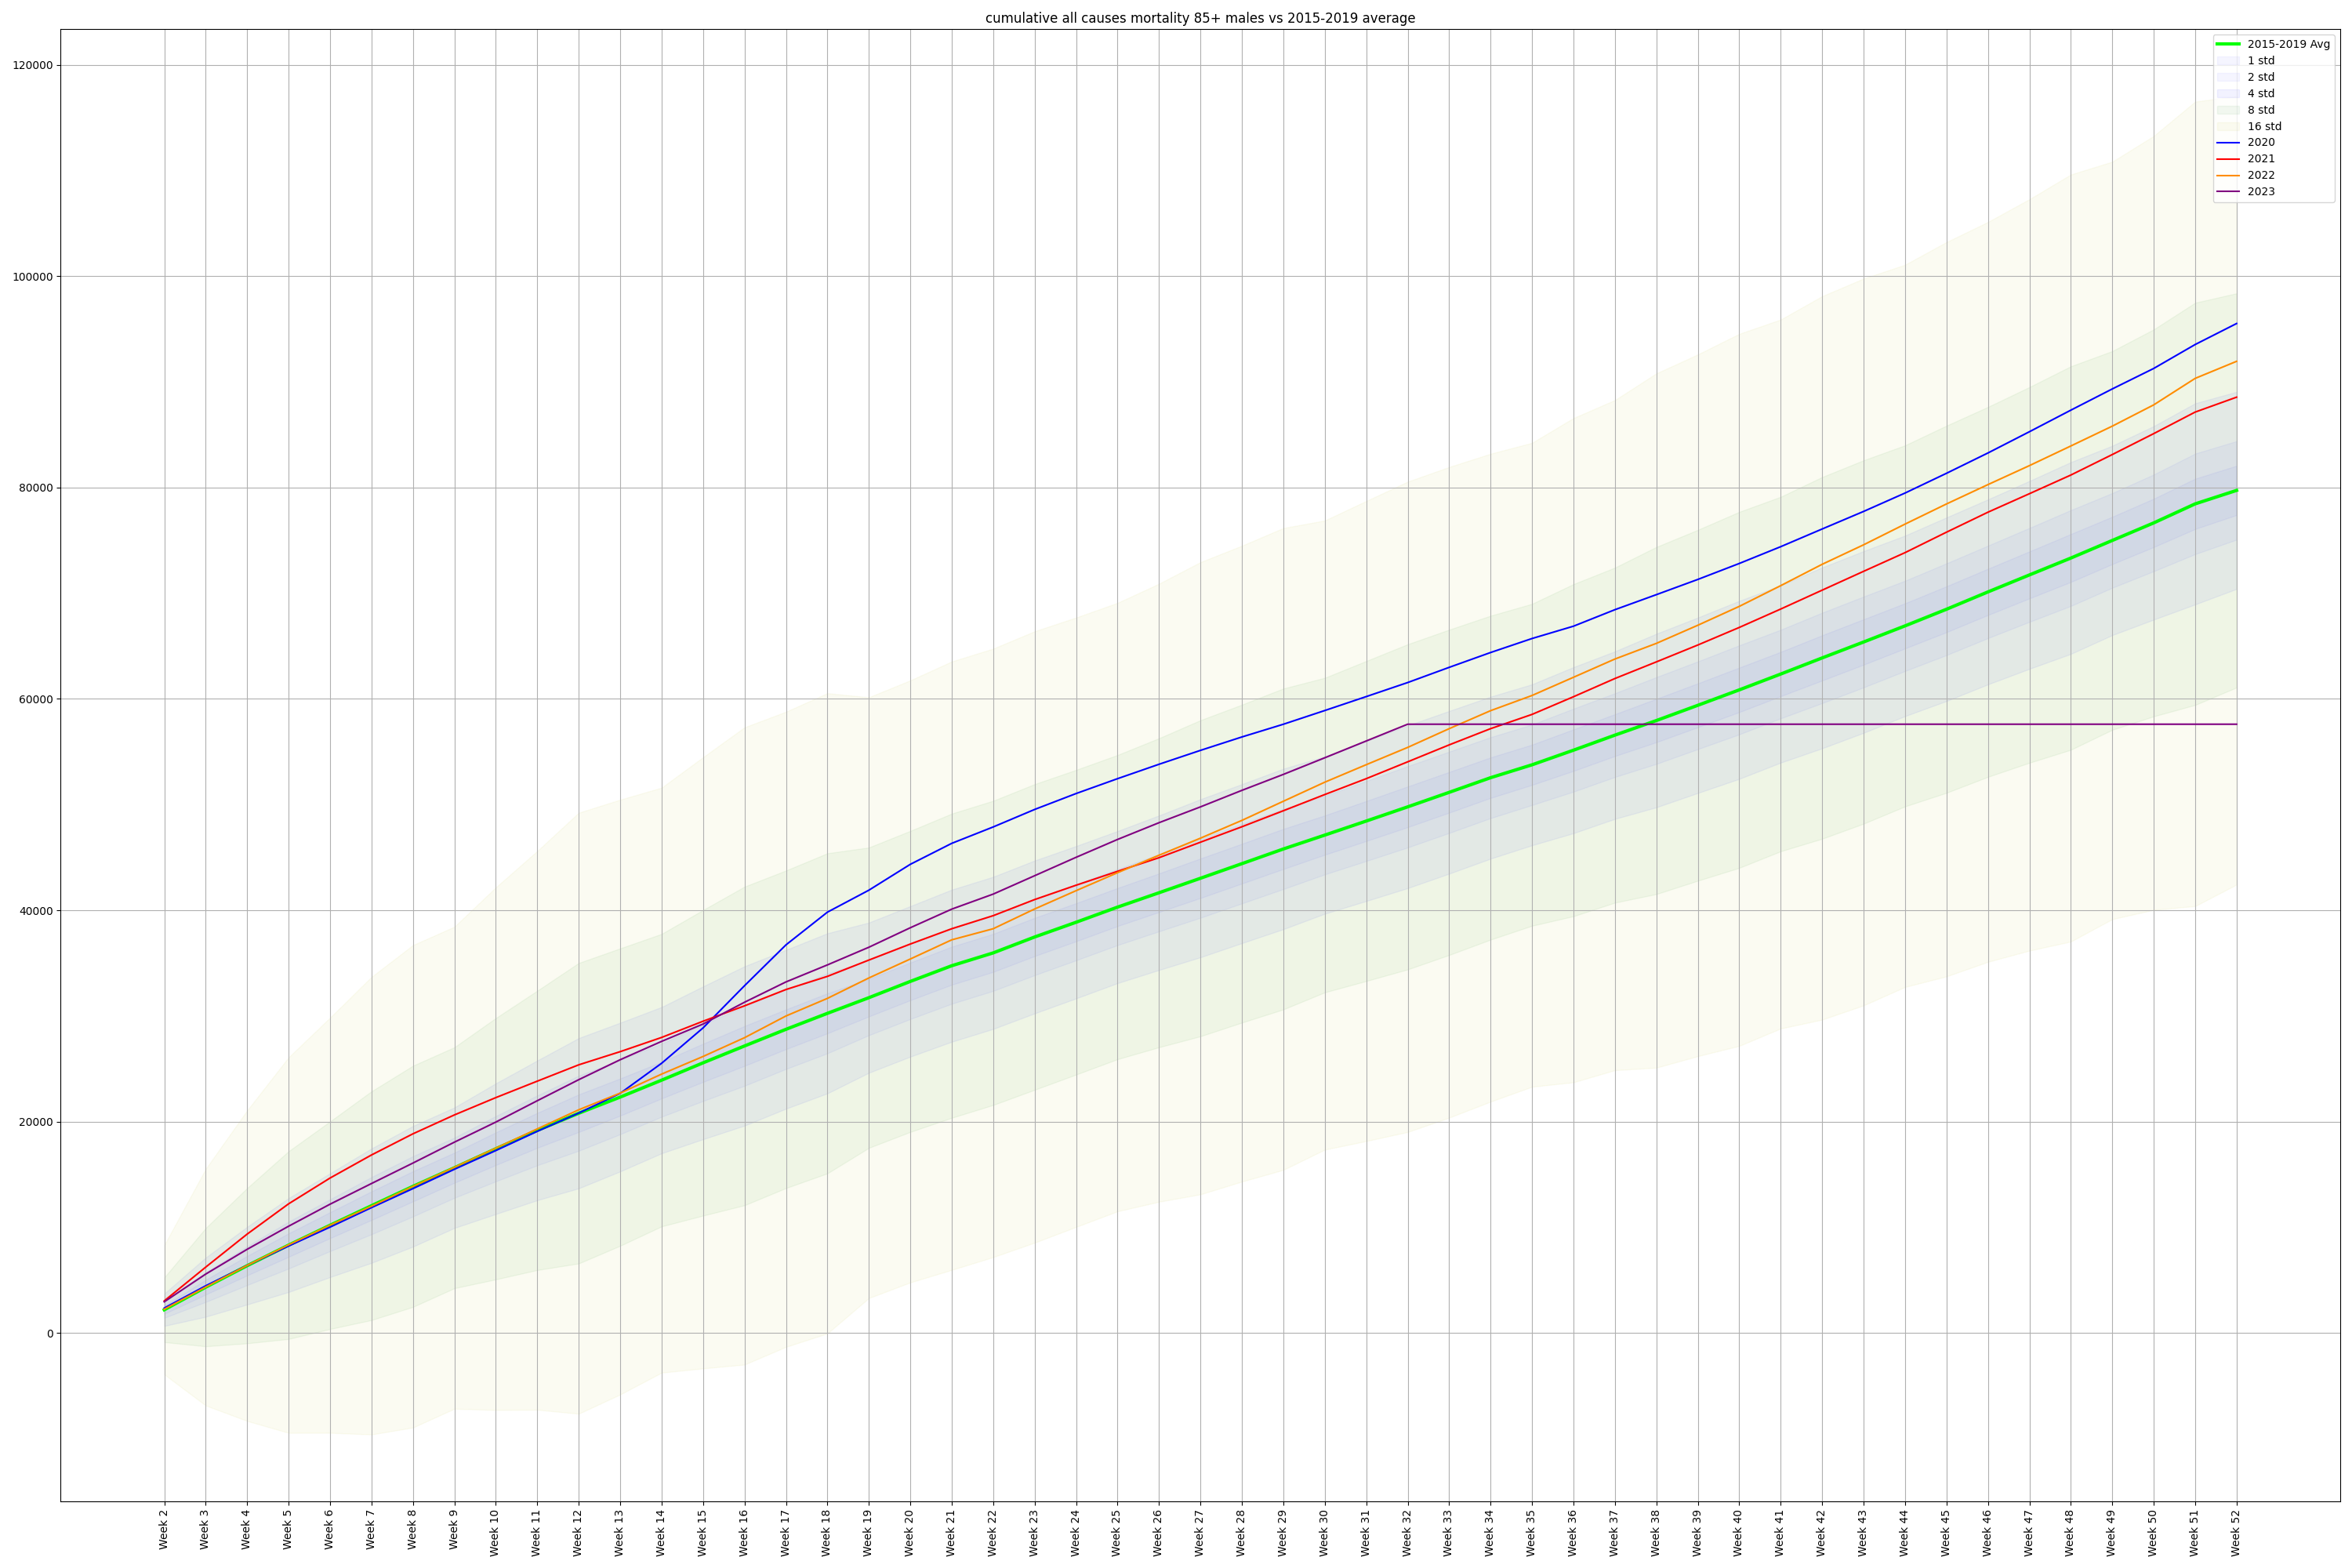 cumulative all causes mortality 85+ males vs 2015-2019 average
120000
100000
80000
60000
40000
20000
0
2015-2019 Avg
1 std
2 std
4 std
8 std
16 std
2020
2021
2022
2023
Week 2
Week 3
Week 4
Week 5
Week 6
Week 7
Week 8
Week 9
Week 10
Week 11
Week 12
Week 13
Week 14
Week 15
Week 16
Week 17
Week 18
Week 19
Week 20
Week 21
Week 22
Week 23
Week 24
Week 25
Week 26
Week 27
Week 28
Week 29
Week 30
Week 31
Week 32
Week 33
Week 34
Week 35
Week 36
Week 37
Week 38
Week 39
Week 40
Week 41
Week 42
Week 43
Week 44
Week 45
Week 46
Week 47
Week 48
Week 49
Week 50
Week 51
Week 52